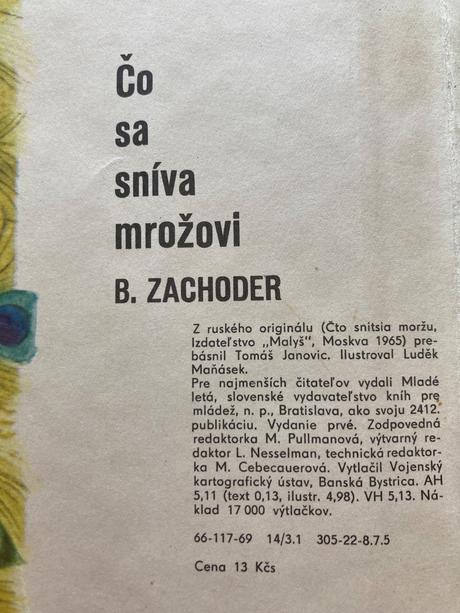 Čo
sa
sníva
mrožovi
B. ZACHODER
Z ruského originálu (Čto snitsia moržu,
Izdateľstvo „Malyš“, Moskva 1965) pre-
básnil Tomáš Janovic. Ilustroval Luděk
Maňásek.
Pre najmenších čitateľov vydali Mladé
letá, slovenské vydavateľstvo kníh pre
mládež, n. p., Bratislava, ako svoju 2412.
publikáciu. Vydanie prvé. Zodpovedná
redaktorka M. Pullmanová, výtvarný re-
daktor L. Nesselman, technická redaktor-
ka M. Cebecauerová. Vytlačil Vojenský
kartografický ústav, Banská Bystrica. AH
5,11 (text 0,13, ilustr. 4,98). VH 5,13. Ná-
klad 17 000 výtlačkov.
66-117-69 14/3.1 305-22-8.7.5
Cena 13 Kčs